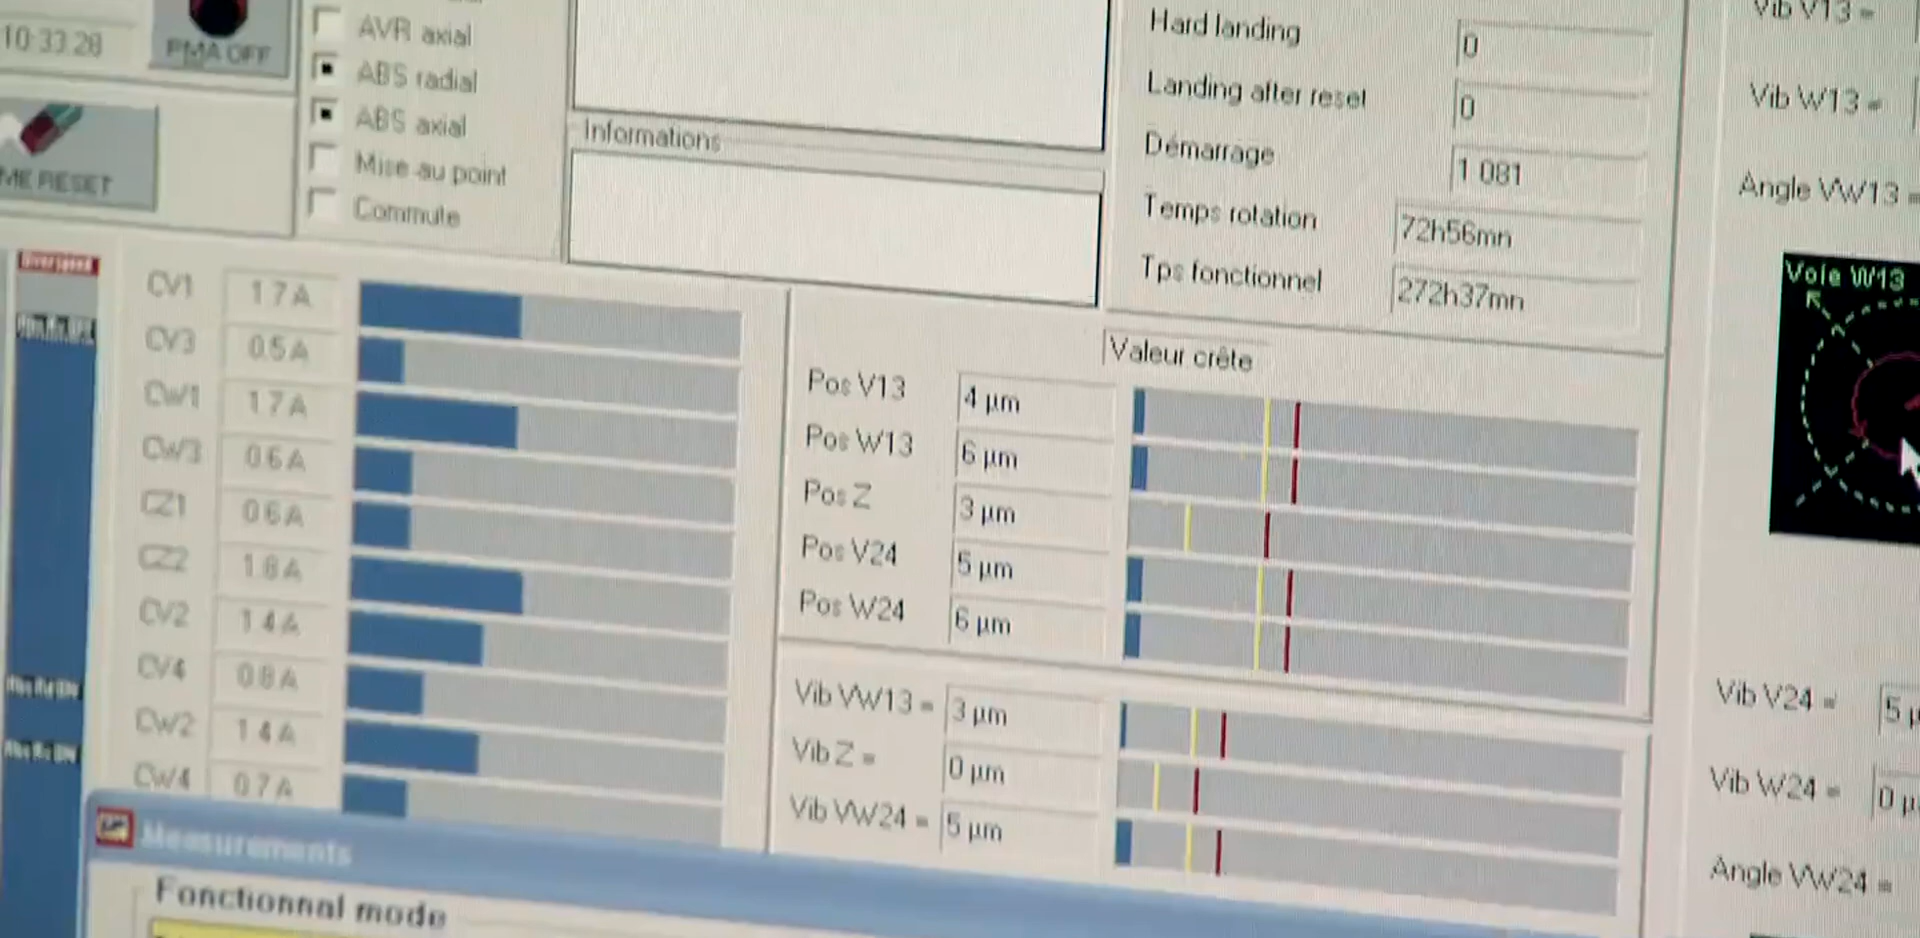 10:33:28
PMA OFF
AVR axial
ABS radial
ABS axial
Mise au point
Commute
ME RESET
Informations
Hard landing 0
Landing after reset 0
Démarrage 1 081
Temps rotation 72h56mn
Tps fonctionnel 272h37mn
Vib V13 =
Vib W13 =
Angle VW13 =
Voie W13
Overspeed
CV1 1.7 A
CV3 0.5 A
CW1 1.7 A
CW3 0.6 A
CZ1 0.6 A
CZ2 1.8 A
CV2 1.4 A
CV4 0.8 A
CW2 1.4 A
CW4 0.7 A
Valeur crête
Pos V13 4 µm
Pos W13 6 µm
Pos Z 3 µm
Pos V24 5 µm
Pos W24 6 µm
Vib VW13 = 3 µm
Vib Z = 0 µm
Vib VW24 = 5 µm
Vib V24 = 5 µ
Vib W24 = 0 µ
Angle VW24 =
Measurements
Fonctionnal mode